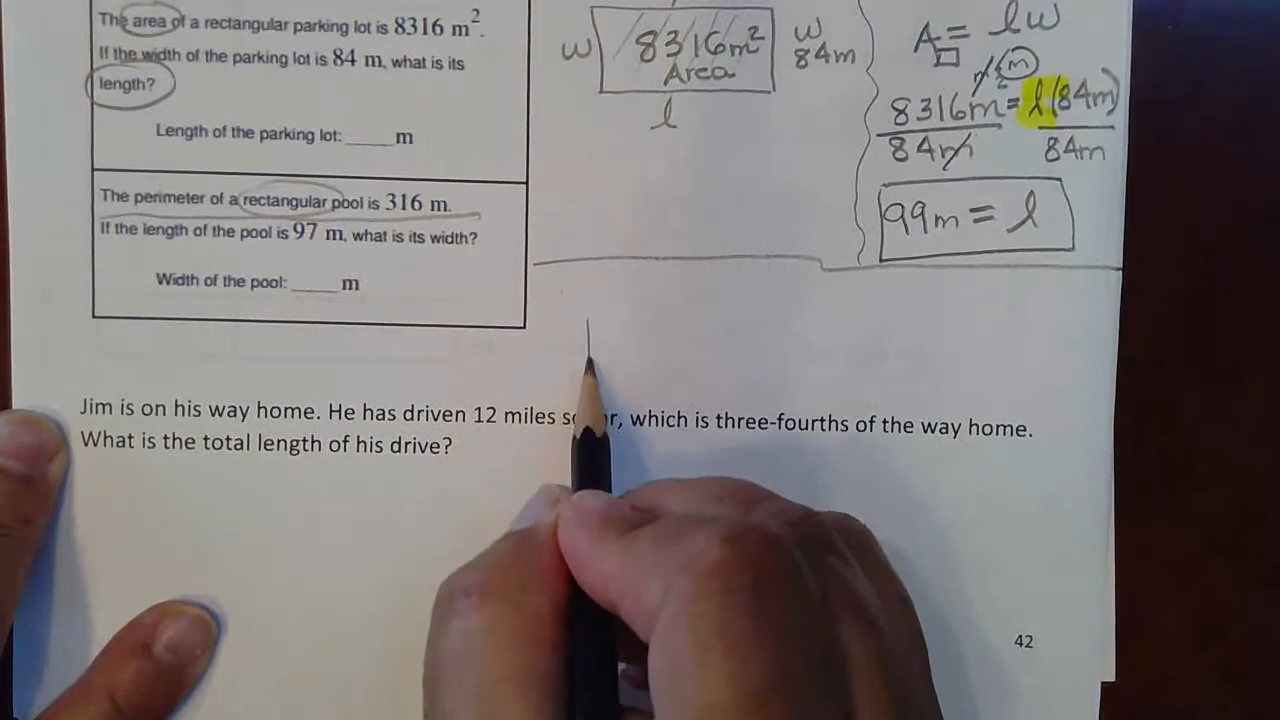 The area of a rectangular parking lot is 8316 m².
If the width of the parking lot is 84 m, what is its
length?
Length of the parking lot: _____ m
The perimeter of a rectangular pool is 316 m.
If the length of the pool is 97 m, what is its width?
Width of the pool: _____ m
w
8316m²
Area
w
84m
l
A = lw
m
8316m² = l(84m)
84m 84m
99m = l
Jim is on his way home. He has driven 12 miles which is three-fourths of the way home.
What is the total length of his drive?
42